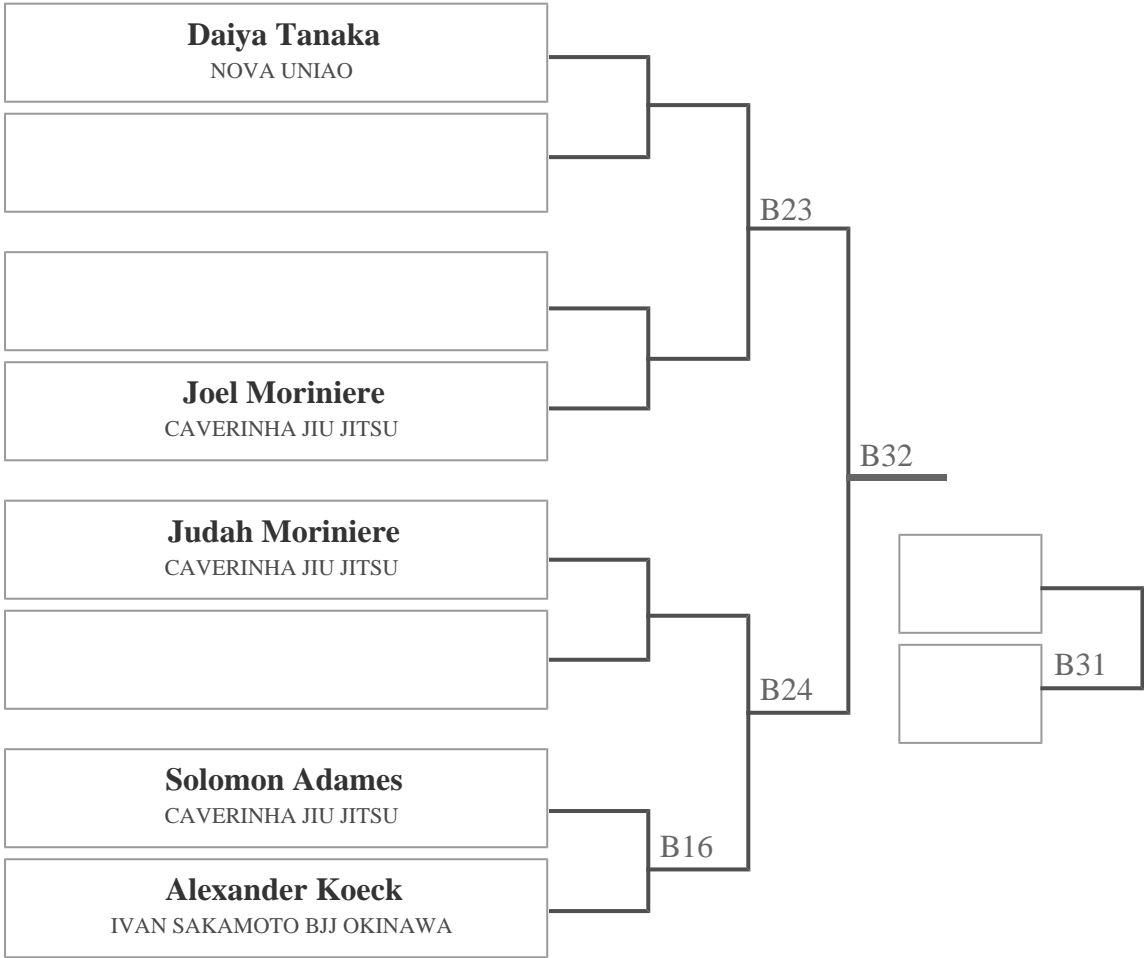 Daiya Tanaka
NOVA UNIAO
B23
Joel Moriniere
CAVERINHA JIU JITSU
B32
Judah Moriniere
CAVERINHA JIU JITSU
B31
B24
Solomon Adames
CAVERINHA JIU JITSU
B16
Alexander Koeck
IVAN SAKAMOTO BJJ OKINAWA